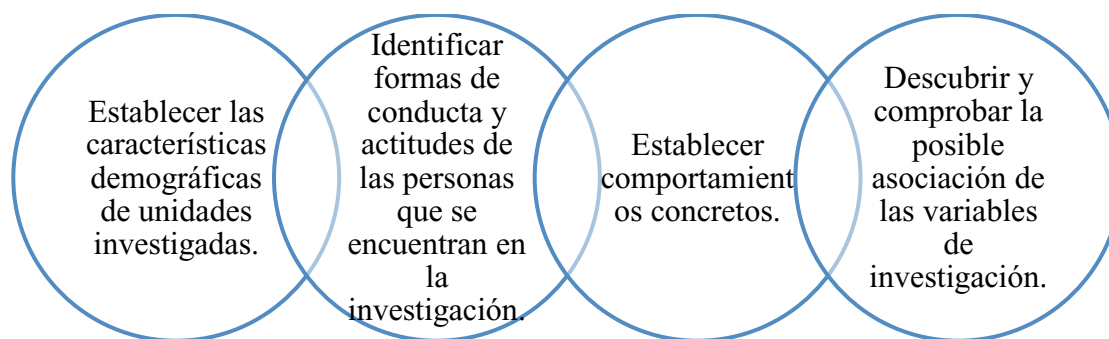 Establecer las
características
demográficas
de unidades
investigadas.
Identificar
formas de
conducta y
actitudes de
las personas
que se
encuentran en
la
investigación.
Establecer
comportamient
os concretos.
Descubrir y
comprobar la
posible
asociación de
las variables
de
investigación.